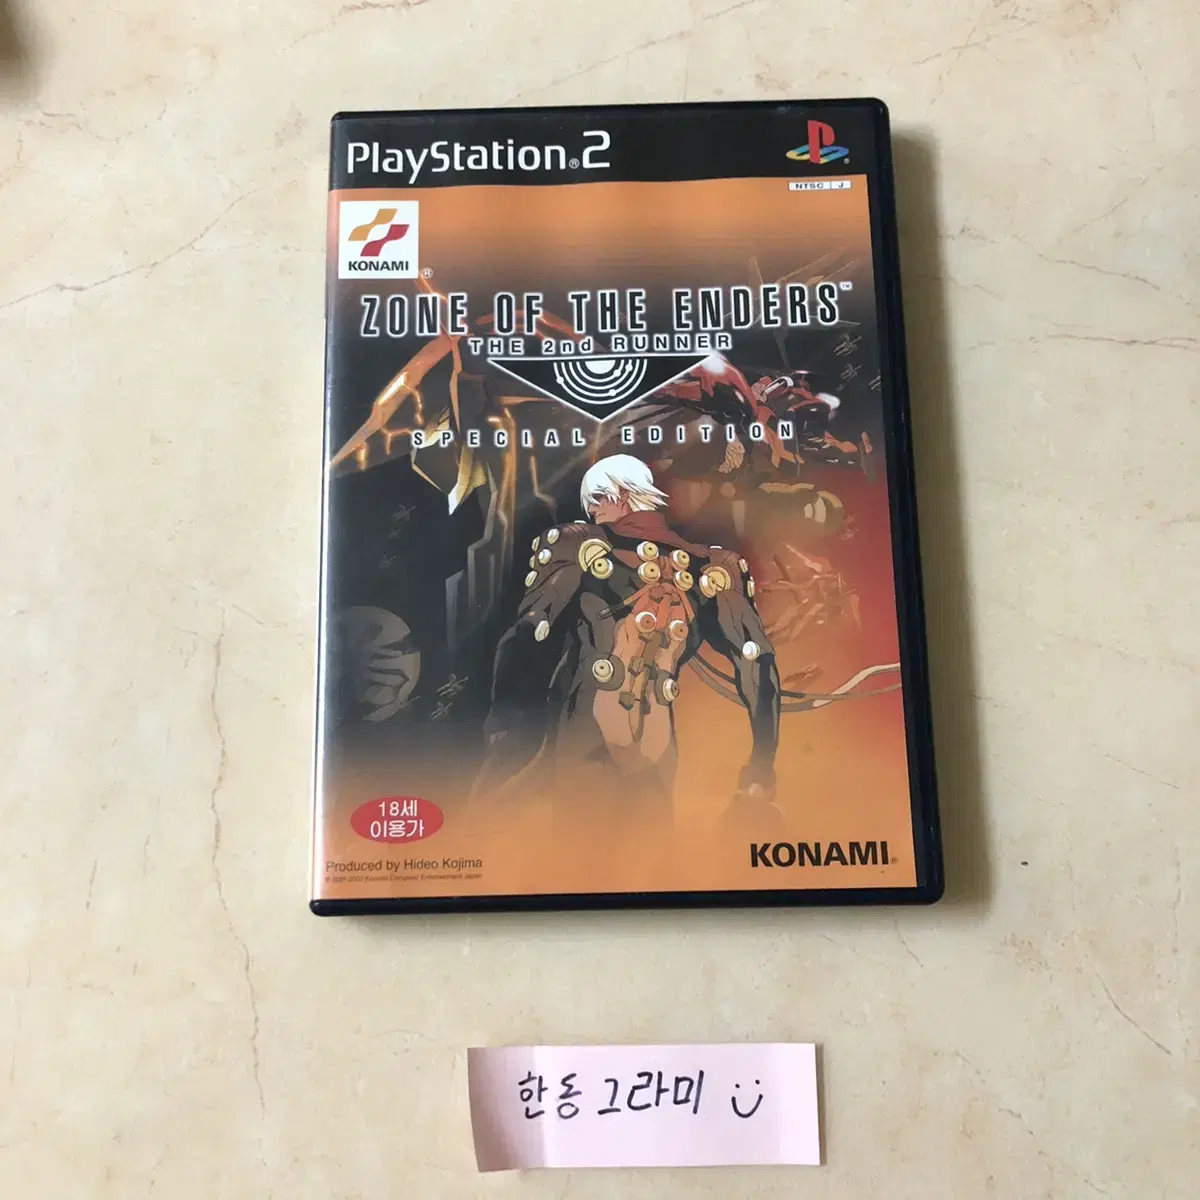 PlayStation®2
NTSC J
KONAMI
®
ZONE OF THE ENDERS™
THE 2nd RUNNER
SPECIAL EDITION
18세
이용가
Produced by Hideo Kojima
KONAMI®
한동그라미 :)